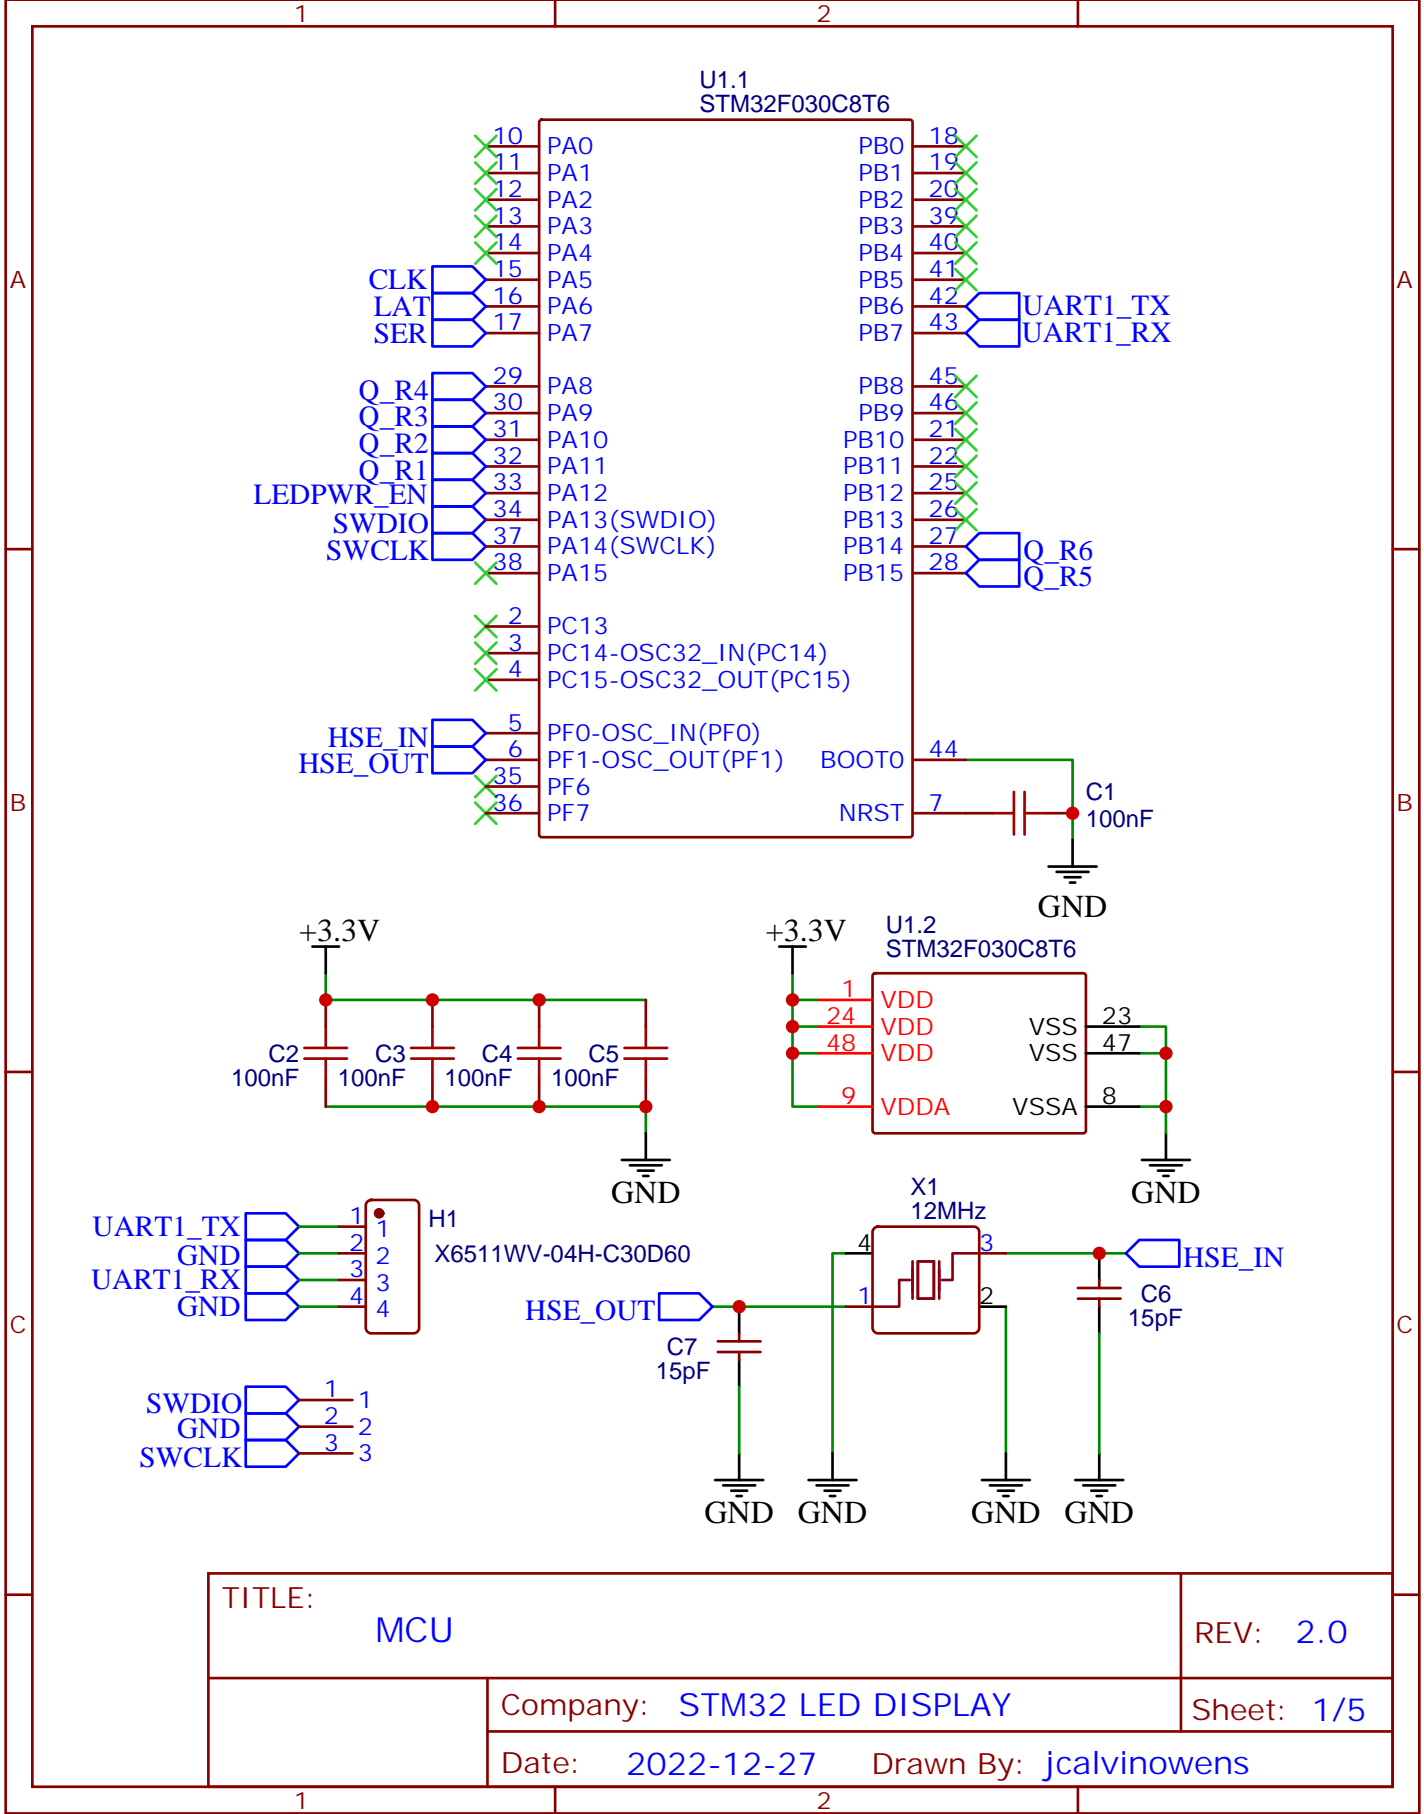 1 2
U1.1
STM32F030C8T6
10 PA0 PB0 18
11 PA1 PB1 19
12 PA2 PB2 20
13 PA3 PB3 39
14 PA4 PB4 40
A CLK 15 PA5 PB5 41 A
LAT 16 PA6 PB6 42 UART1_TX
SER 17 PA7 PB7 43 UART1_RX
Q_R4 29 PA8 PB8 45
Q_R3 30 PA9 PB9 46
Q_R2 31 PA10 PB10 21
Q_R1 32 PA11 PB11 22
LEDPWR_EN 33 PA12 PB12 25
SWDIO 34 PA13(SWDIO) PB13 26
SWCLK 37 PA14(SWCLK) PB14 27 Q_R6
38 PA15 PB15 28 Q_R5
2 PC13
3 PC14-OSC32_IN(PC14)
4 PC15-OSC32_OUT(PC15)
HSE_IN 5 PF0-OSC_IN(PF0)
HSE_OUT 6 PF1-OSC_OUT(PF1) BOOT0 44
35 PF6
B 36 PF7 NRST 7 C1 B
100nF
GND
+3.3V
C2 100nF
C3 100nF
C4 100nF
C5 100nF
GND
+3.3V
U1.2
STM32F030C8T6
1 VDD
24 VDD VSS 23
48 VDD VSS 47
9 VDDA VSSA 8
GND
UART1_TX 1 1
GND 2 2
UART1_RX 3 3
GND 4 4
H1
X6511WV-04H-C30D60
X1
12MHz
4 3 HSE_IN
HSE_OUT 1 2
C6
15pF
C7
15pF
C C
SWDIO 1 1
GND 2 2
SWCLK 3 3
GND GND GND GND
TITLE:
MCU
REV: 2.0
Company: STM32 LED DISPLAY
Sheet: 1/5
Date: 2022-12-27 Drawn By: jcalvinowens
1 2